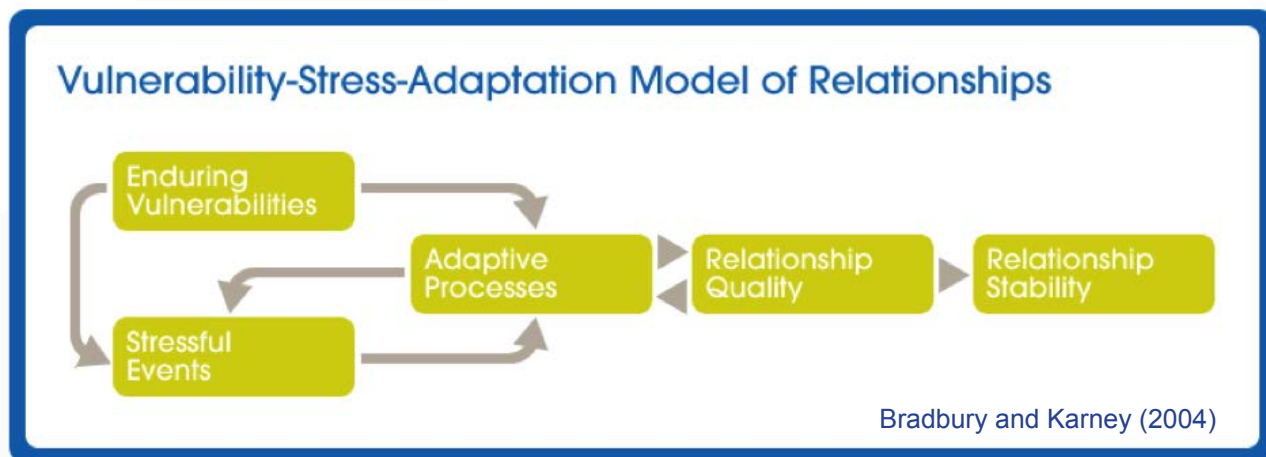 Vulnerability-Stress-Adaptation Model of Relationships
Enduring
Vulnerabilities
Adaptive
Processes
Relationship
Quality
Relationship
Stability
Stressful
Events
Bradbury and Karney (2004)